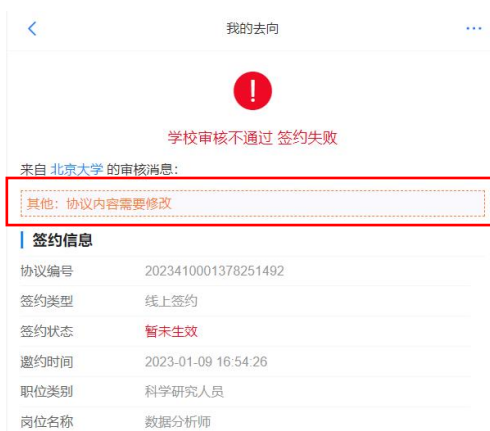 我的去向
学校审核不通过 签约失败
来自 北京大学 的审核消息：
其他：协议内容需要修改
签约信息
协议编号 2023410001378251492
签约类型 线上签约
签约状态 暂未生效
邀约时间 2023-01-09 16:54:26
职位类别 科学研究人员
岗位名称 数据分析师